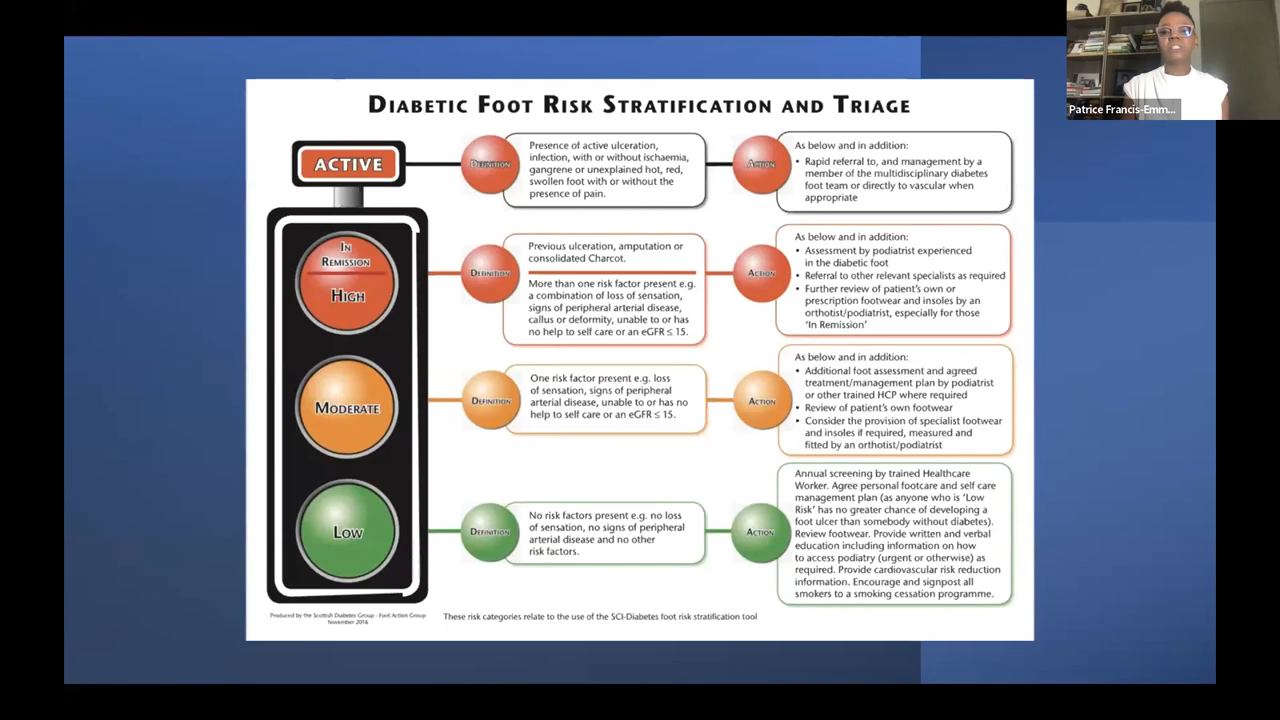 Patrice Francis-Emm...
DIABETIC FOOT RISK STRATIFICATION AND TRIAGE
ACTIVE
DEFINITION
Presence of active ulceration,
infection, with or without ischaemia,
gangrene or unexplained hot, red,
swollen foot with or without the
presence of pain.
ACTION
As below and in addition:
• Rapid referral to, and management by a
member of the multidisciplinary diabetes
foot team or directly to vascular when
appropriate
IN
REMISSION
HIGH
DEFINITION
Previous ulceration, amputation or
consolidated Charcot.
More than one risk factor present e.g.
a combination of loss of sensation,
signs of peripheral arterial disease,
callus or deformity, unable to or has
no help to self care or an eGFR ≤ 15.
ACTION
As below and in addition:
• Assessment by podiatrist experienced
in the diabetic foot
• Referral to other relevant specialists as required
• Further review of patient's own or
prescription footwear and insoles by an
orthotist/podiatrist, especially for those
'In Remission'
MODERATE
DEFINITION
One risk factor present e.g. loss
of sensation, signs of peripheral
arterial disease, unable to or has no
help to self care or an eGFR ≤ 15.
ACTION
As below and in addition:
• Additional foot assessment and agreed
treatment/management plan by podiatrist
or other trained HCP where required
• Review of patient's own footwear
• Consider the provision of specialist footwear
and insoles if required, measured and
fitted by an orthotist/podiatrist
LOW
DEFINITION
No risk factors present e.g. no loss
of sensation, no signs of peripheral
arterial disease and no other
risk factors.
ACTION
Annual screening by trained Healthcare
Worker. Agree personal footcare and self care
management plan (as anyone who is 'Low
Risk' has no greater chance of developing a
foot ulcer than somebody without diabetes).
Review footwear. Provide written and verbal
education including information on how
to access podiatry (urgent or otherwise) as
required. Provide cardiovascular risk reduction
information. Encourage and signpost all
smokers to a smoking cessation programme.
Produced by the Scottish Diabetes Group - Foot Action Group
November 2016
These risk categories relate to the use of the SCI-Diabetes foot risk stratification tool